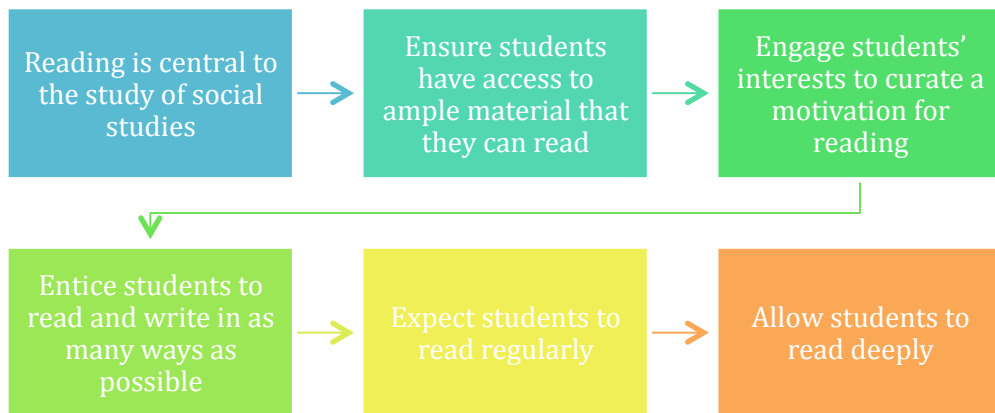 Reading is central to
the study of social
studies
Ensure students
have access to
ample material that
they can read
Engage students’
interests to curate a
motivation for
reading
Entice students to
read and write in as
many ways as
possible
Expect students to
read regularly
Allow students to
read deeply